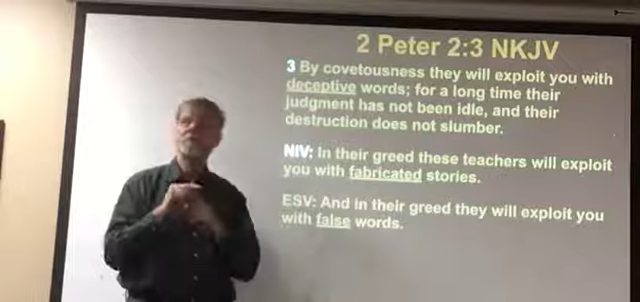 2 Peter 2:3 NKJV
3 By covetousness they will exploit you with
deceptive words; for a long time their
judgment has not been idle, and their
destruction does not slumber.
NIV: In their greed these teachers will exploit
you with fabricated stories.
ESV: And in their greed they will exploit you
with false words.